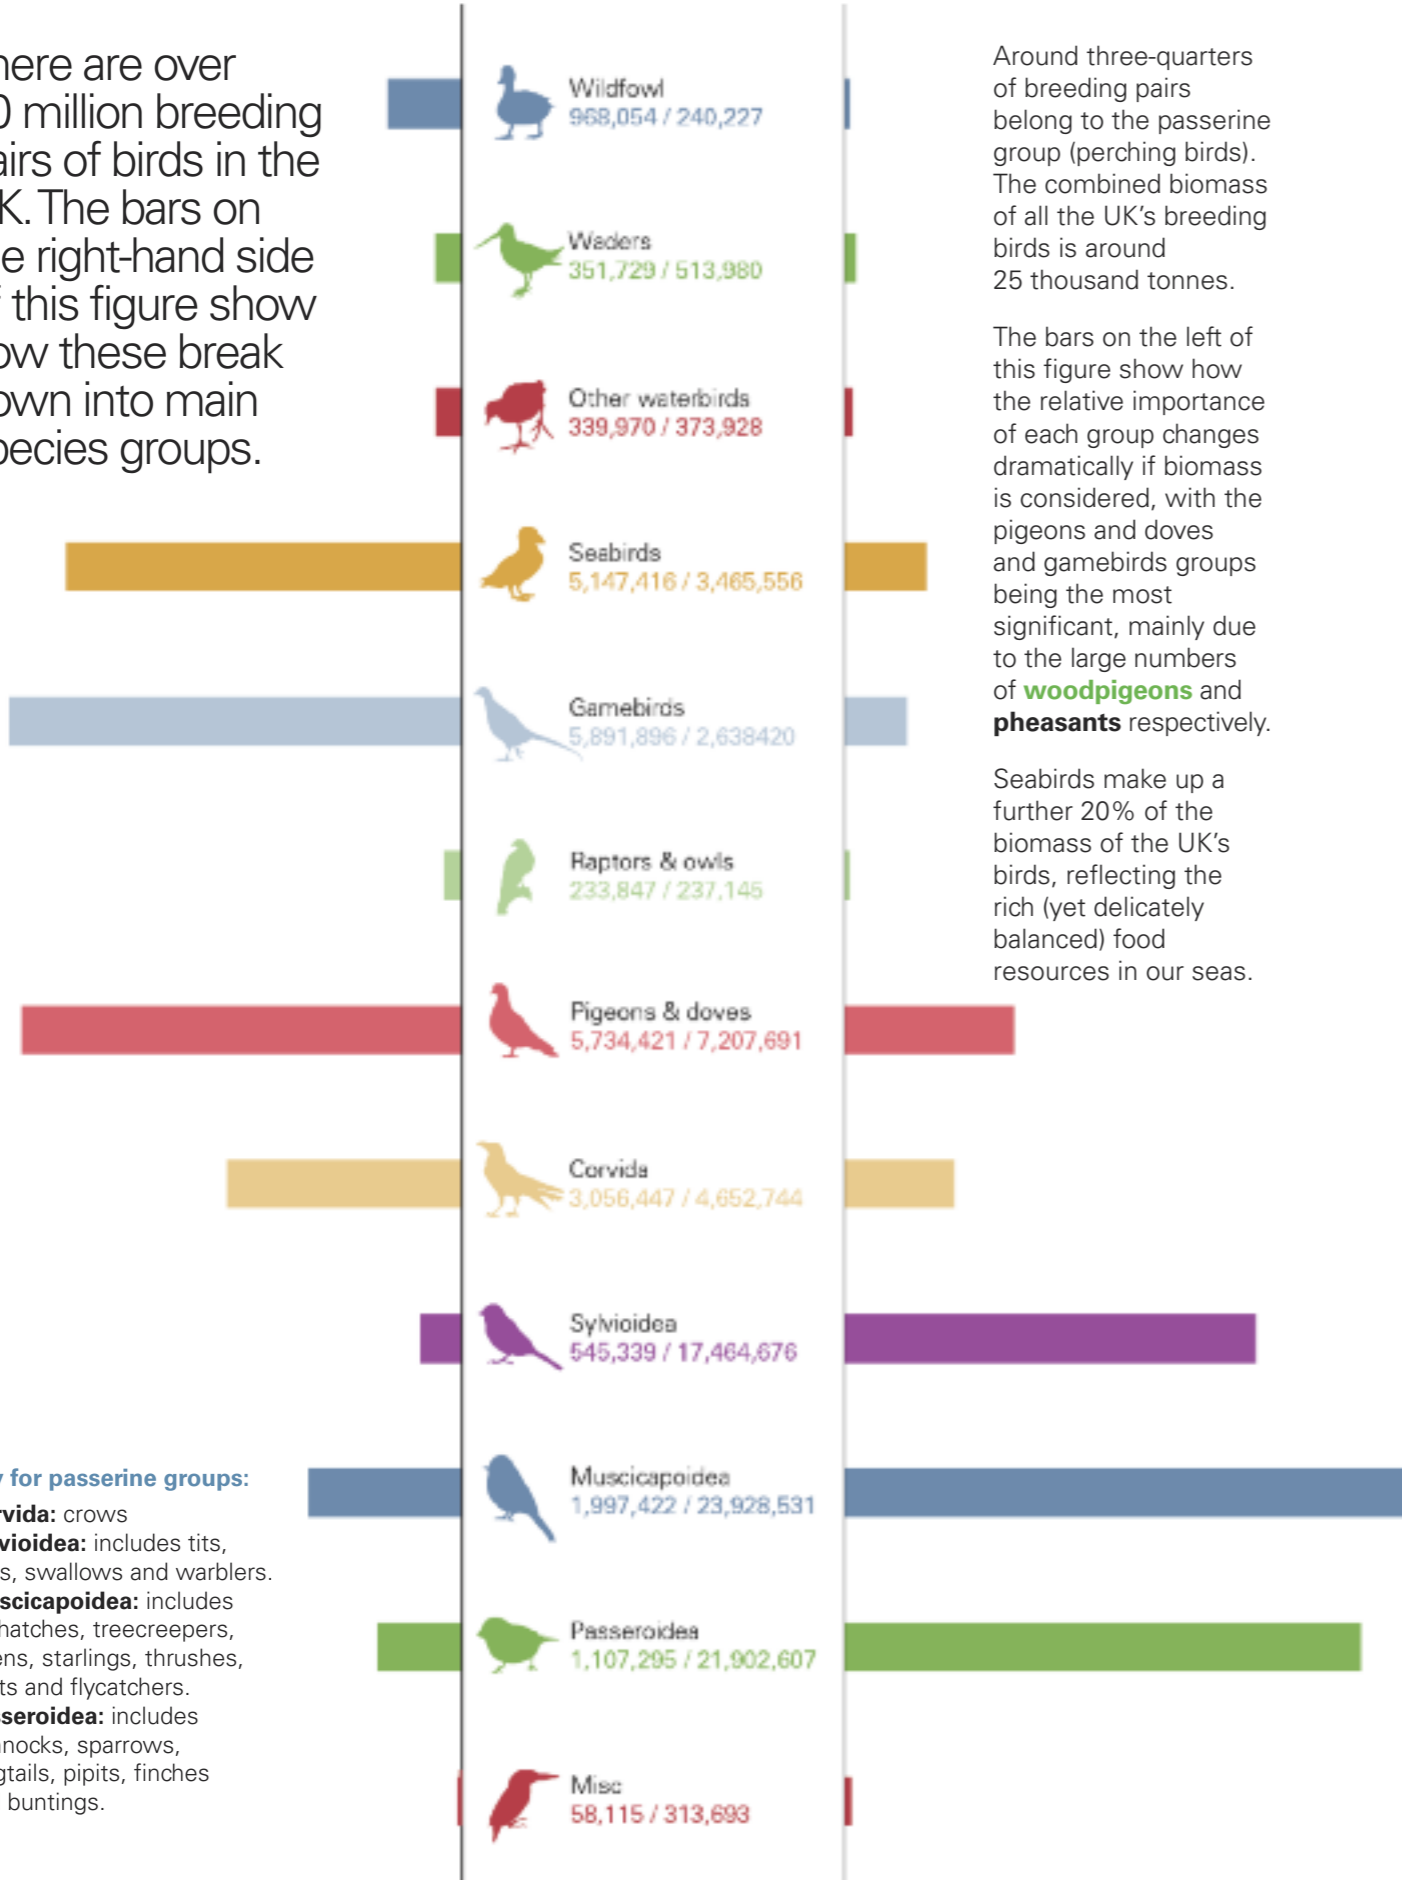 here are over
0 million breeding
airs of birds in the
K. The bars on
e right-hand side
f this figure show
ow these break
own into main
pecies groups.
Wildfowl
968,054 / 240,227
Waders
351,729 / 513,980
Other waterbirds
339,970 / 373,928
Seabirds
5,147,416 / 3,465,556
Gamebirds
5,891,896 / 2,638420
Raptors & owls
233,847 / 237,145
Pigeons & doves
5,734,421 / 7,207,691
Corvida
3,056,447 / 4,652,744
Sylvioidea
545,339 / 17,464,676
Muscicapoidea
1,997,422 / 23,928,531
Passeroidea
1,107,295 / 21,902,607
Misc
58,115 / 313,693
Around three-quarters
of breeding pairs
belong to the passerine
group (perching birds).
The combined biomass
of all the UK's breeding
birds is around
25 thousand tonnes.
The bars on the left of
this figure show how
the relative importance
of each group changes
dramatically if biomass
is considered, with the
pigeons and doves
and gamebirds groups
being the most
significant, mainly due
to the large numbers
of woodpigeons and
pheasants respectively.
Seabirds make up a
further 20% of the
biomass of the UK's
birds, reflecting the
rich (yet delicately
balanced) food
resources in our seas.
y for passerine groups:
rvida: crows
vioidea: includes tits,
s, swallows and warblers.
scicapoidea: includes
hatches, treecreepers,
ens, starlings, thrushes,
ts and flycatchers.
sseroidea: includes
nnocks, sparrows,
gtails, pipits, finches
buntings.